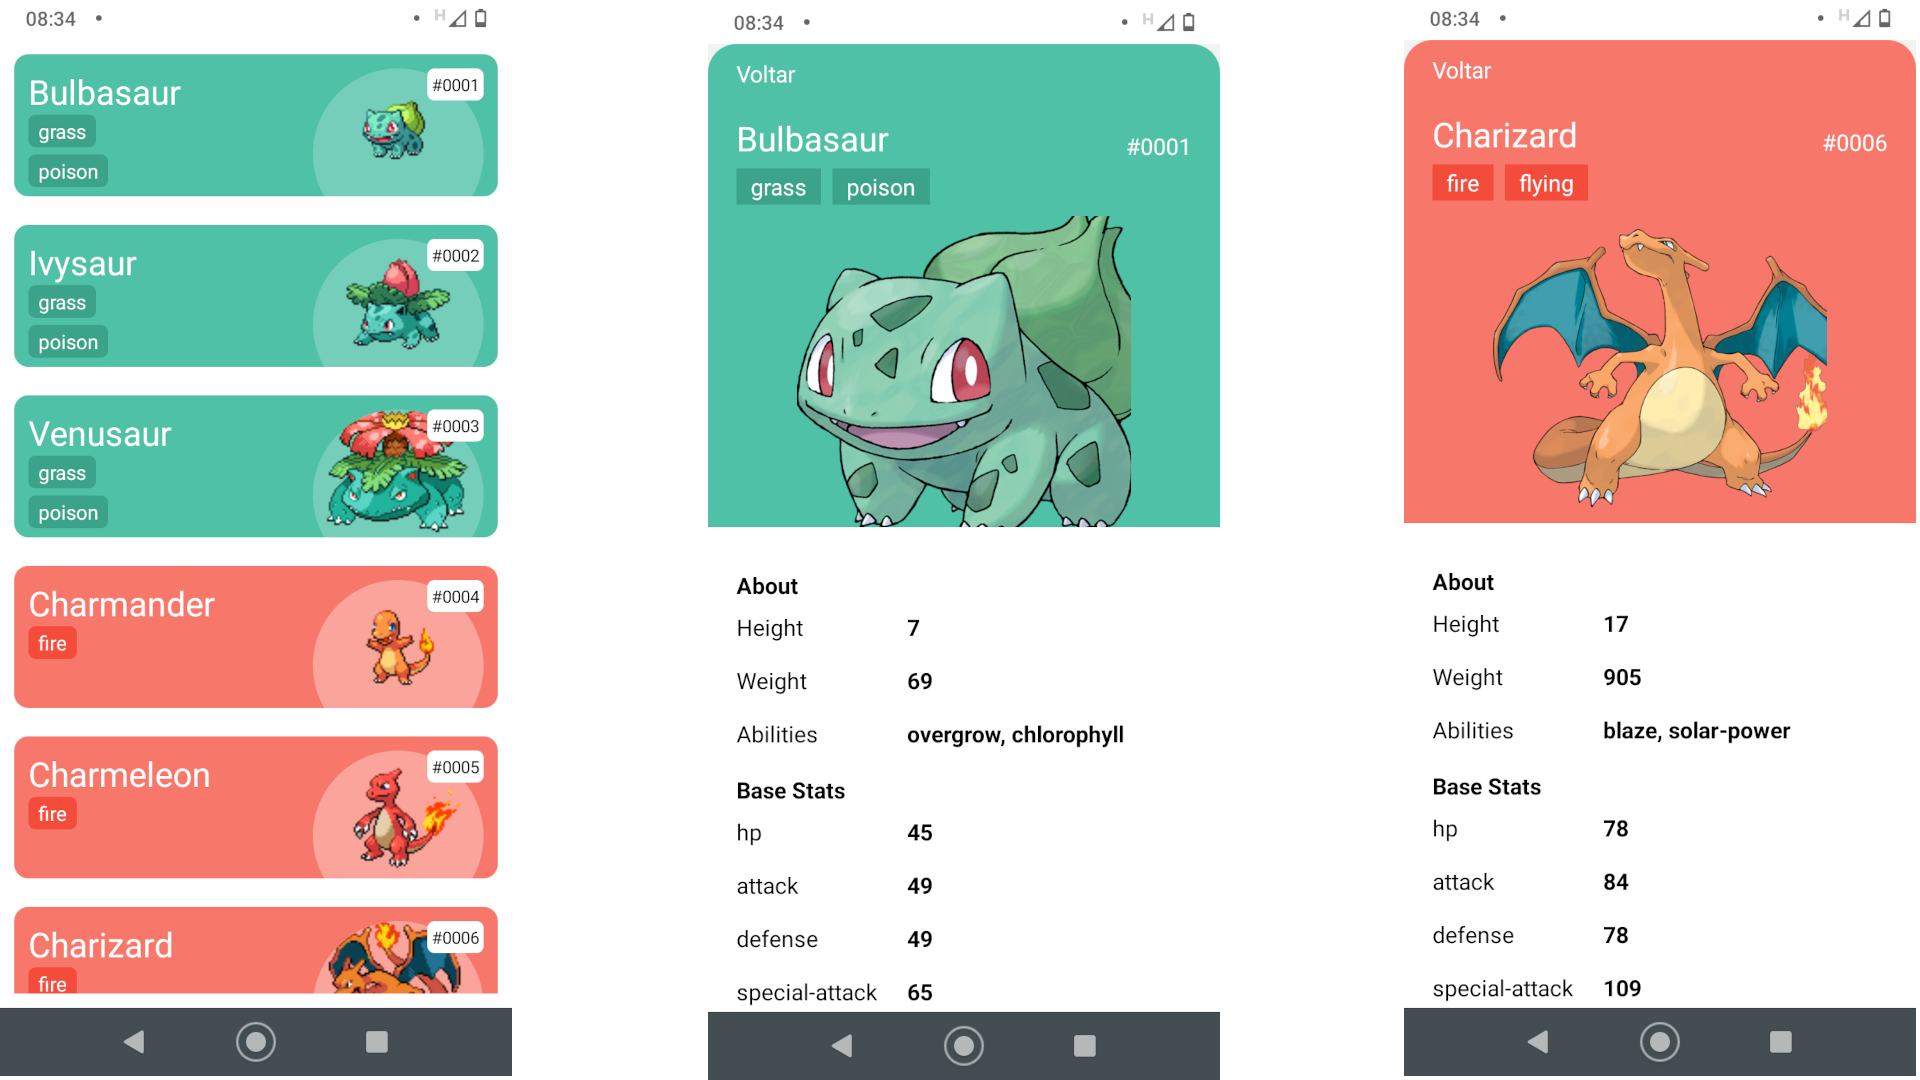 08:34
H
Bulbasaur
#0001
grass
poison
Ivysaur
#0002
grass
poison
Venusaur
#0003
grass
poison
Charmander
#0004
fire
Charmeleon
#0005
fire
Charizard
#0006
fire
08:34
H
Voltar
Bulbasaur
#0001
grass poison
About
Height 7
Weight 69
Abilities overgrow, chlorophyll
Base Stats
hp 45
attack 49
defense 49
special-attack 65
08:34
H
Voltar
Charizard
#0006
fire flying
About
Height 17
Weight 905
Abilities blaze, solar-power
Base Stats
hp 78
attack 84
defense 78
special-attack 109